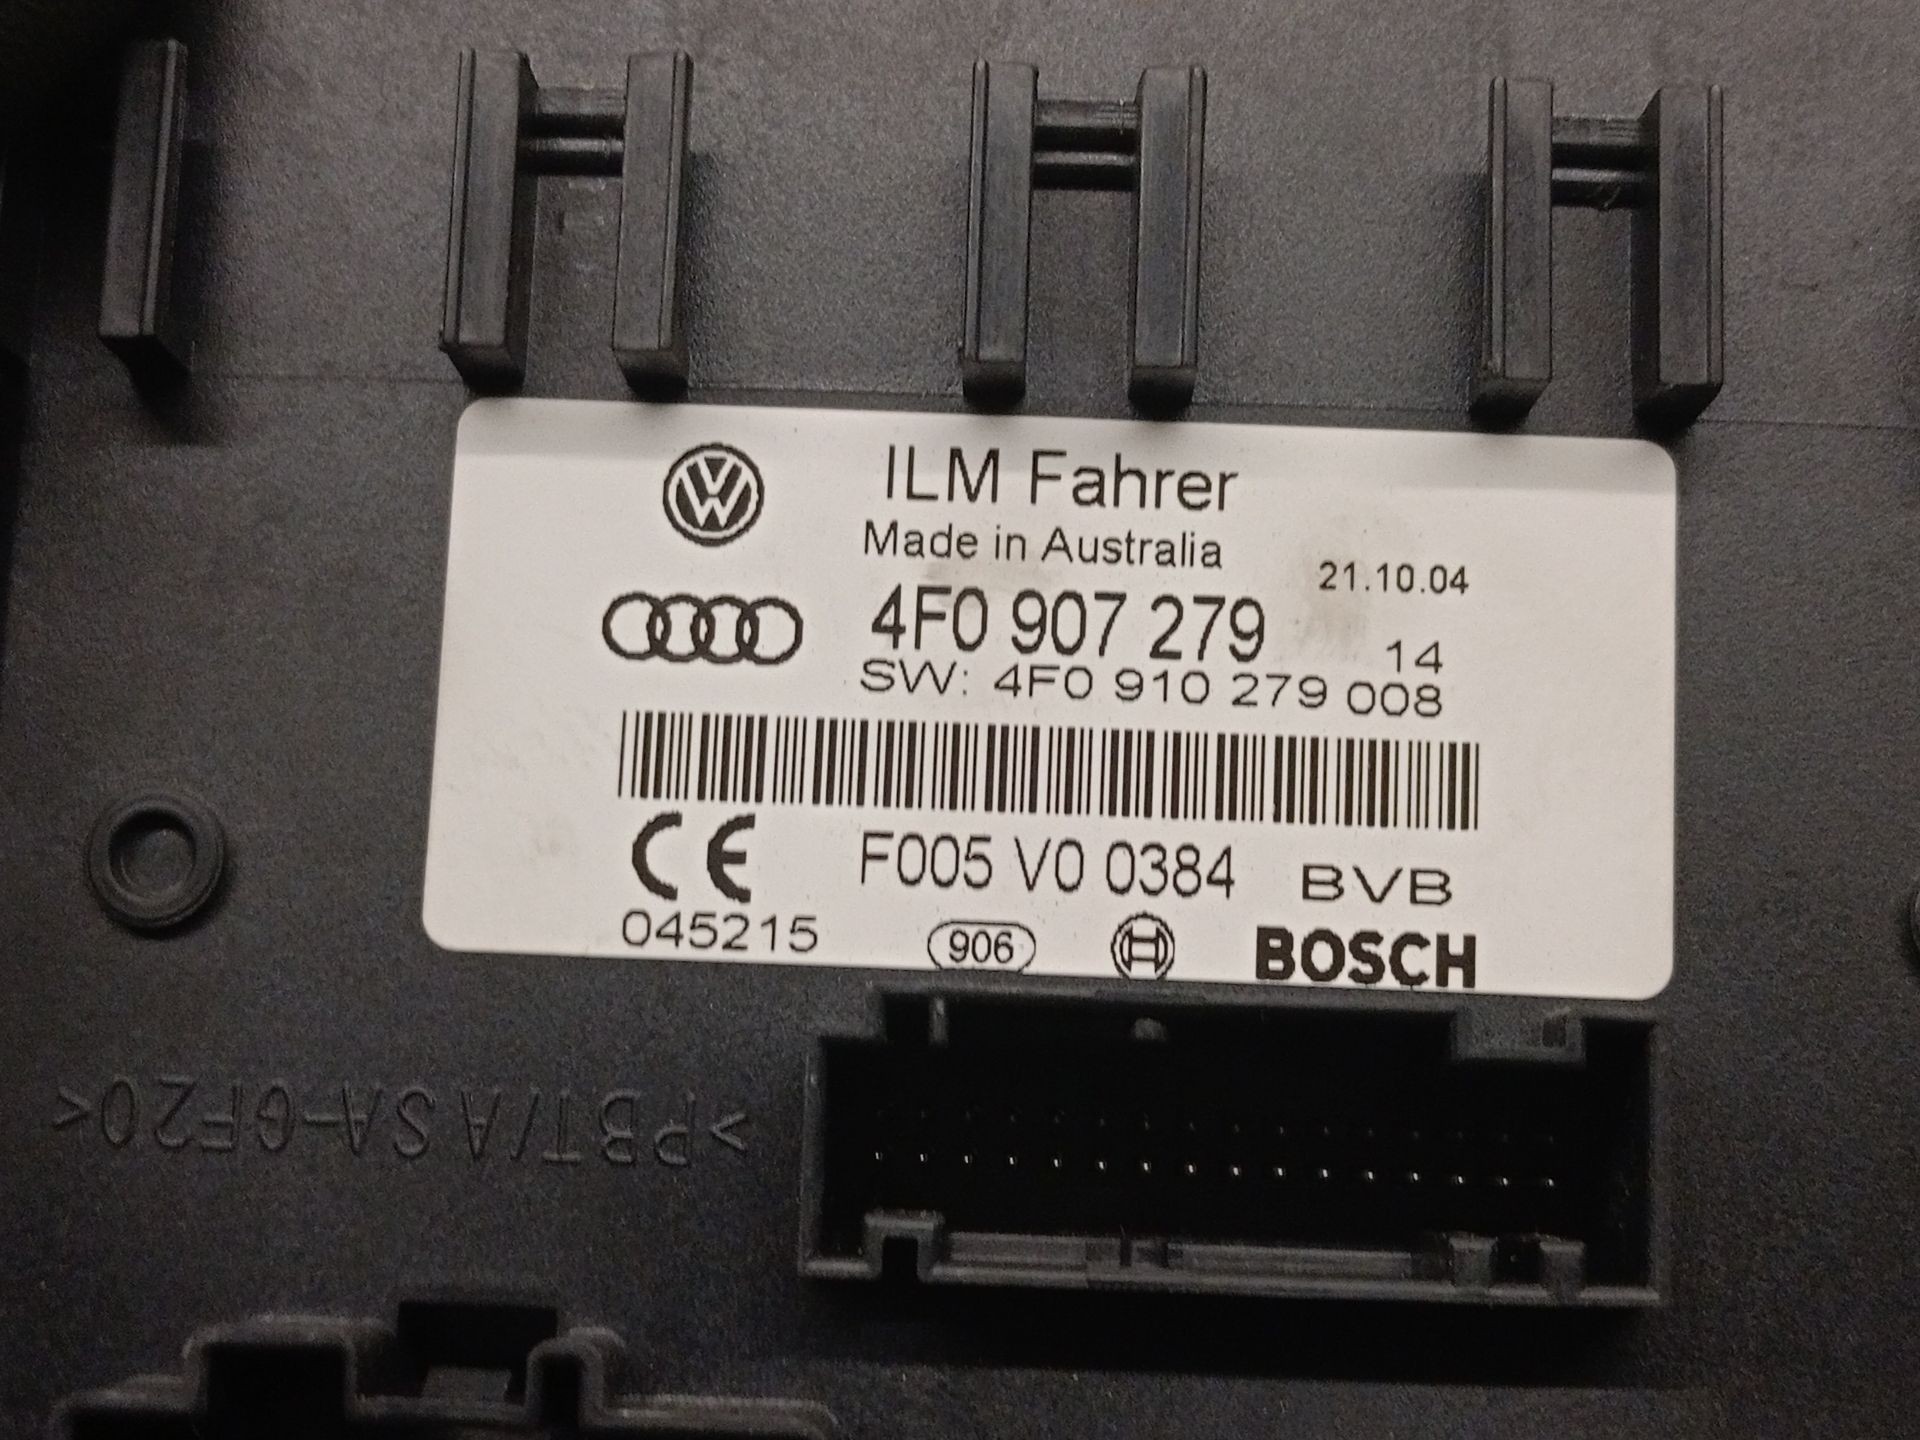 ILM Fahrer
Made in Australia
21.10.04
4F0 907 279
14
SW: 4F0 910 279 008
CE
F005 V0 0384 BVB
045215
906
BOSCH
>PBT/ASA-GF20<